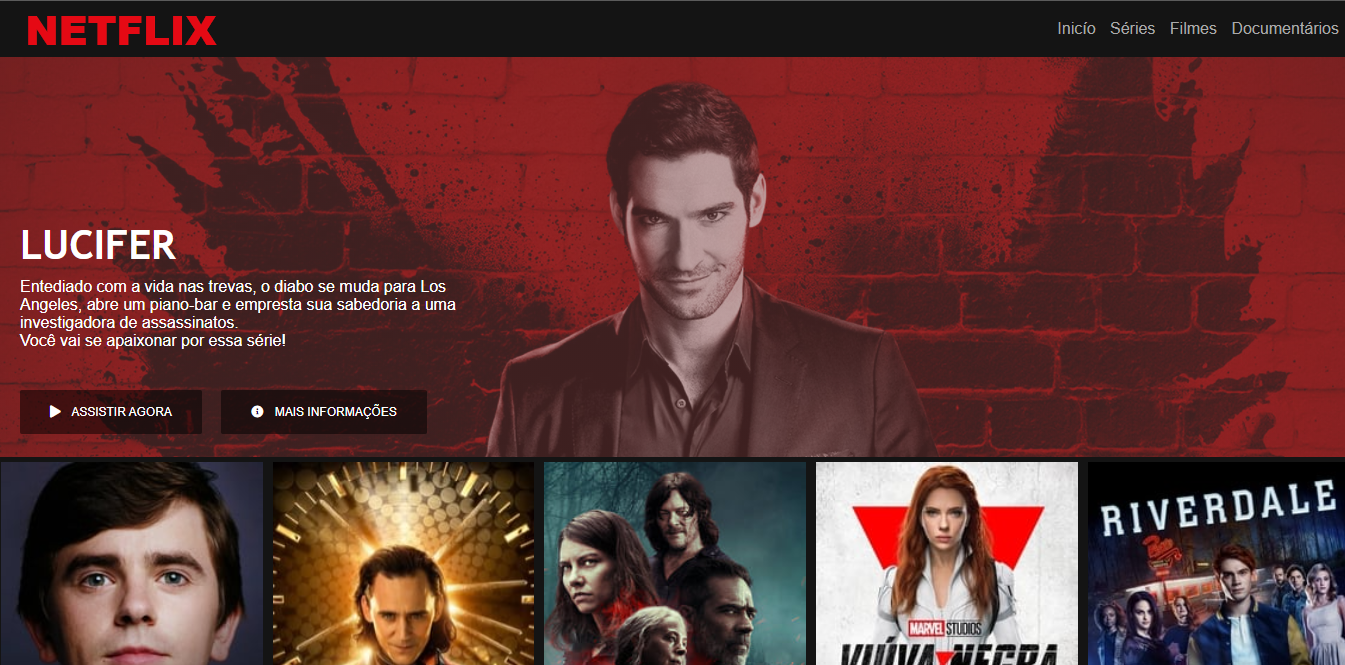 NETFLIX
Inicío Séries Filmes Documentários
LUCIFER
Entediado com a vida nas trevas, o diabo se muda para Los
Angeles, abre um piano-bar e empresta sua sabedoria a uma
investigadora de assassinatos.
Você vai se apaixonar por essa série!
ASSISTIR AGORA
MAIS INFORMAÇÕES
RIVERDALE
MARVEL STUDIOS
VIÚVA NEGRA